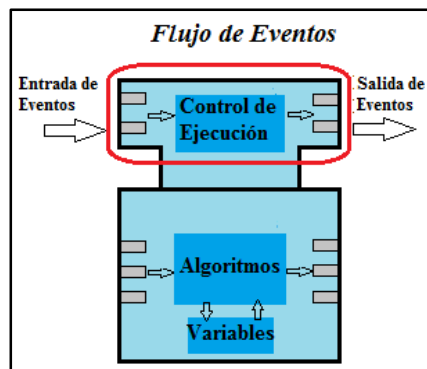 Flujo de Eventos
Entrada de
Eventos
Control de
Ejecución
Salida de
Eventos
Algoritmos
Variables